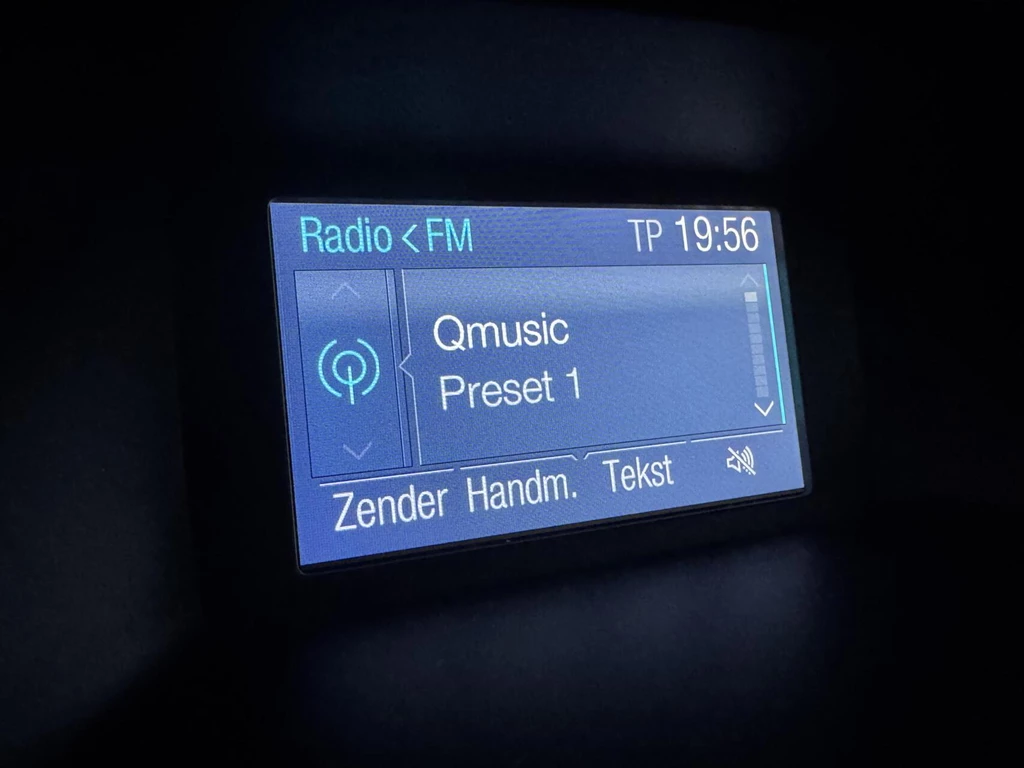 Radio < FM TP 19:56
Qmusic
Preset 1
Zender Handm. Tekst